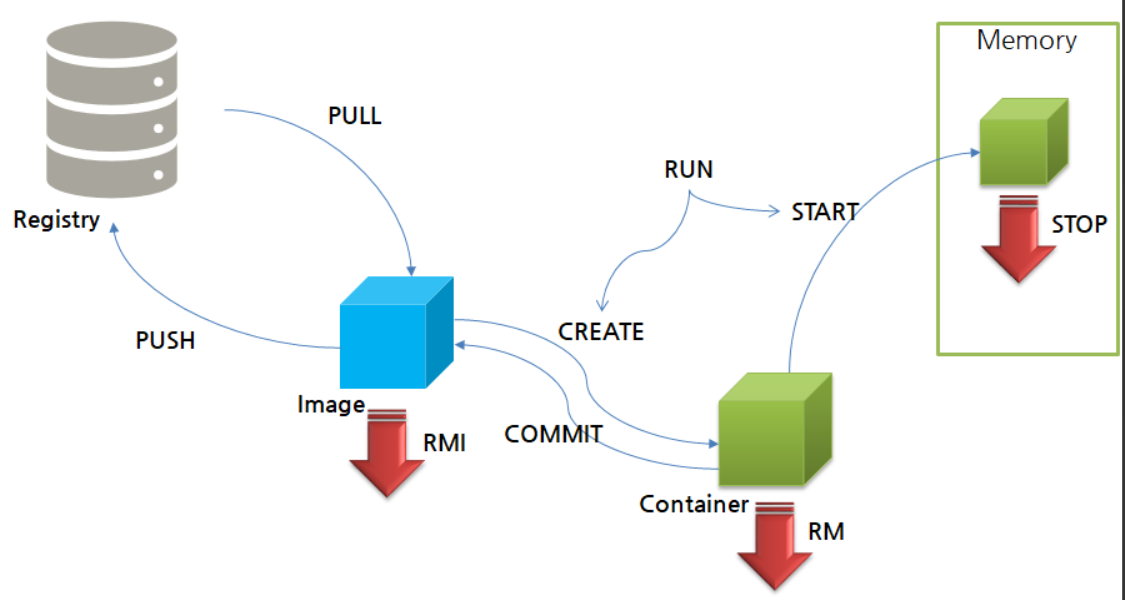 Memory
PULL
RUN
START
Registry
STOP
CREATE
PUSH
Image
COMMIT
RMI
Container
RM